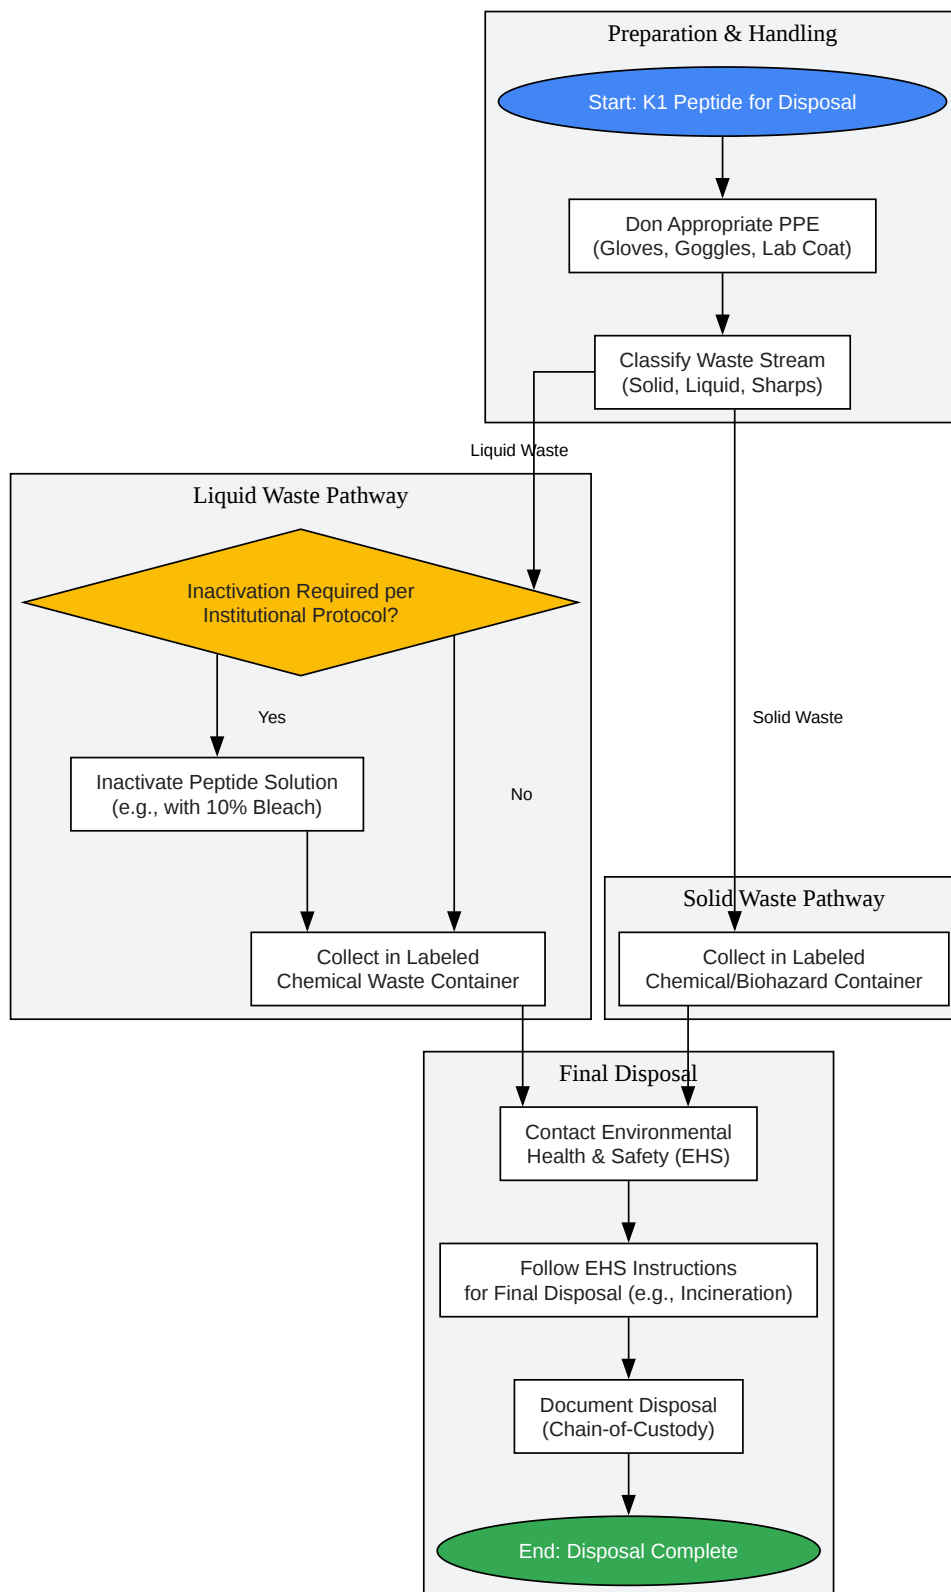 Preparation & Handling
Start: K1 Peptide for Disposal
Don Appropriate PPE
(Gloves, Goggles, Lab Coat)
Classify Waste Stream
(Solid, Liquid, Sharps)
Liquid Waste
Liquid Waste Pathway
Inactivation Required per
Institutional Protocol?
Yes
Solid Waste
Inactivate Peptide Solution
(e.g., with 10% Bleach)
No
Solid Waste Pathway
Collect in Labeled
Chemical Waste Container
Collect in Labeled
Chemical/Biohazard Container
Final Disposal
Contact Environmental
Health & Safety (EHS)
Follow EHS Instructions
for Final Disposal (e.g., Incineration)
Document Disposal
(Chain-of-Custody)
End: Disposal Complete